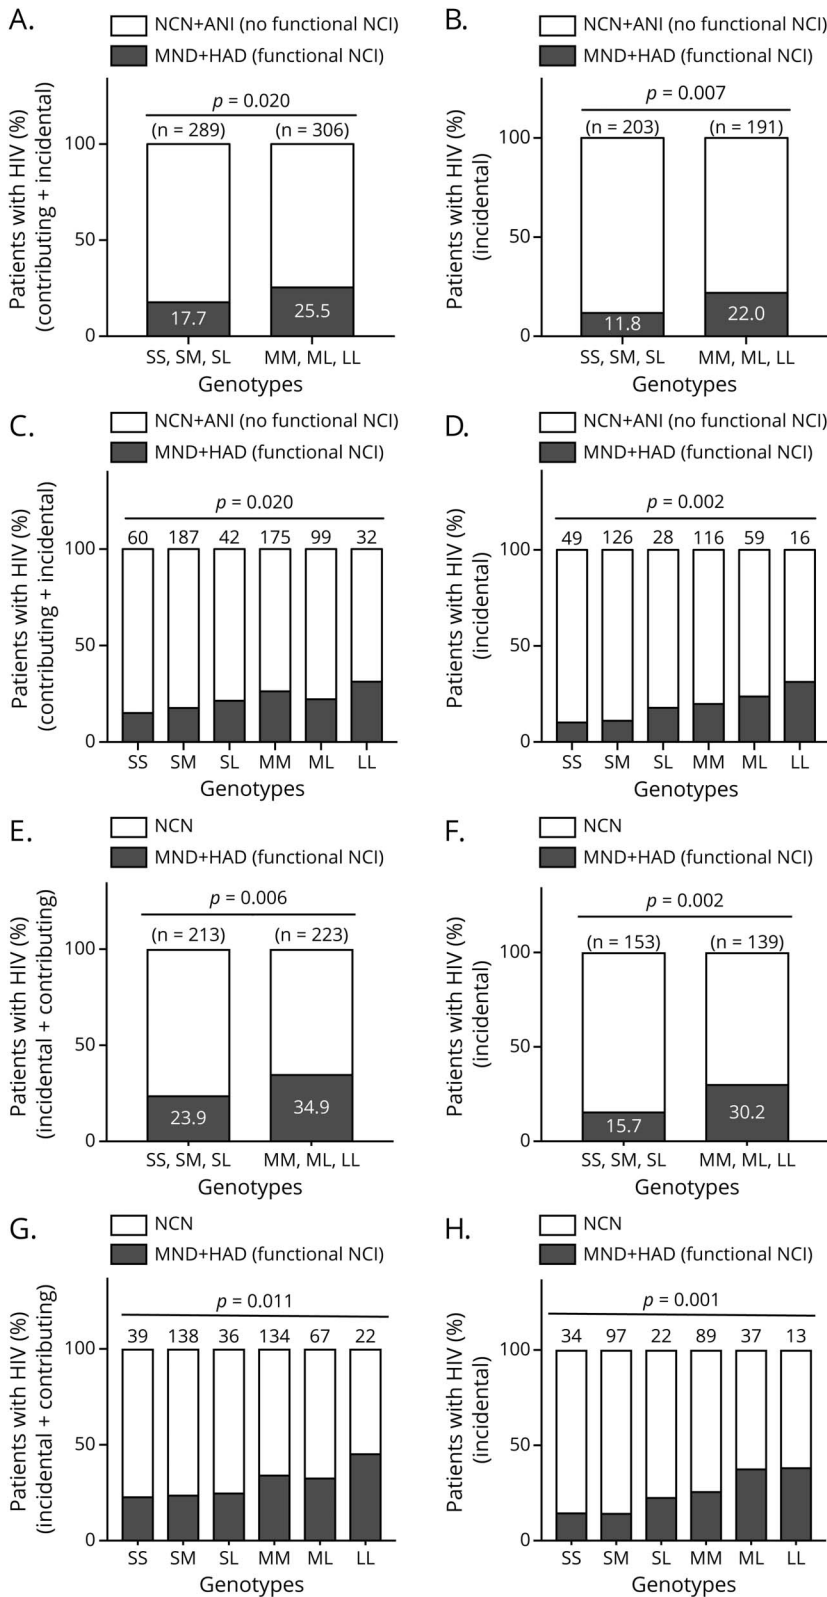 A.
NCN+ANI (no functional NCI)
MND+HAD (functional NCI)
Patients with HIV (%)
(contributing + incidental)
p = 0.020
(n = 289) (n = 306)
100
50
0
17.7 25.5
SS, SM, SL MM, ML, LL
Genotypes
B.
NCN+ANI (no functional NCI)
MND+HAD (functional NCI)
Patients with HIV (%)
(incidental)
p = 0.007
(n = 203) (n = 191)
100
50
0
11.8 22.0
SS, SM, SL MM, ML, LL
Genotypes
C.
NCN+ANI (no functional NCI)
MND+HAD (functional NCI)
Patients with HIV (%)
(contributing + incidental)
p = 0.020
60 187 42 175 99 32
100
50
0
SS SM SL MM ML LL
Genotypes
D.
NCN+ANI (no functional NCI)
MND+HAD (functional NCI)
Patients with HIV (%)
(incidental)
p = 0.002
49 126 28 116 59 16
100
50
0
SS SM SL MM ML LL
Genotypes
E.
NCN
MND+HAD (functional NCI)
Patients with HIV (%)
(incidental + contributing)
p = 0.006
(n = 213) (n = 223)
100
50
0
23.9 34.9
SS, SM, SL MM, ML, LL
Genotypes
F.
NCN
MND+HAD (functional NCI)
Patients with HIV (%)
(incidental)
p = 0.002
(n = 153) (n = 139)
100
50
0
15.7 30.2
SS, SM, SL MM, ML, LL
Genotypes
G.
NCN
MND+HAD (functional NCI)
Patients with HIV (%)
(incidental + contributing)
p = 0.011
39 138 36 134 67 22
100
50
0
SS SM SL MM ML LL
Genotypes
H.
NCN
MND+HAD (functional NCI)
Patients with HIV (%)
(incidental)
p = 0.001
34 97 22 89 37 13
100
50
0
SS SM SL MM ML LL
Genotypes